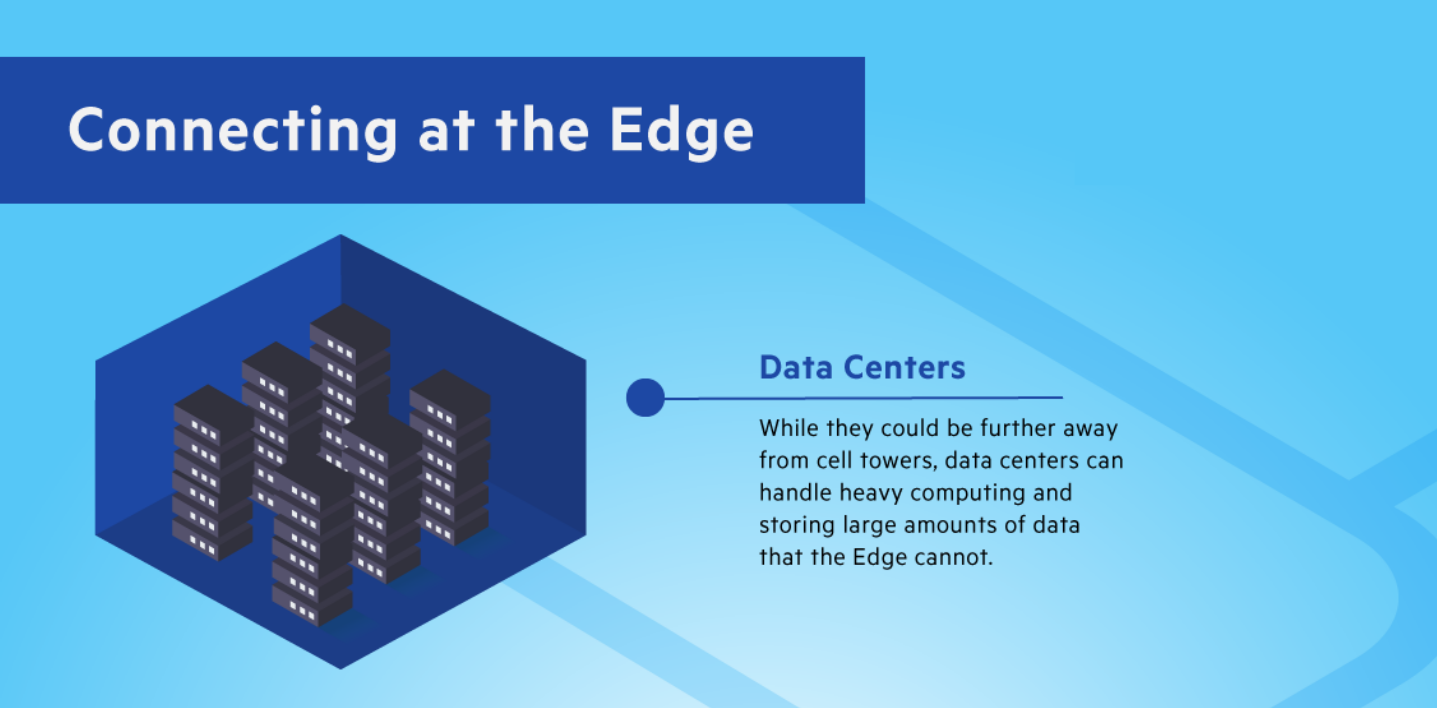 Connecting at the Edge
Data Centers
While they could be further away
from cell towers, data centers can
handle heavy computing and
storing large amounts of data
that the Edge cannot.